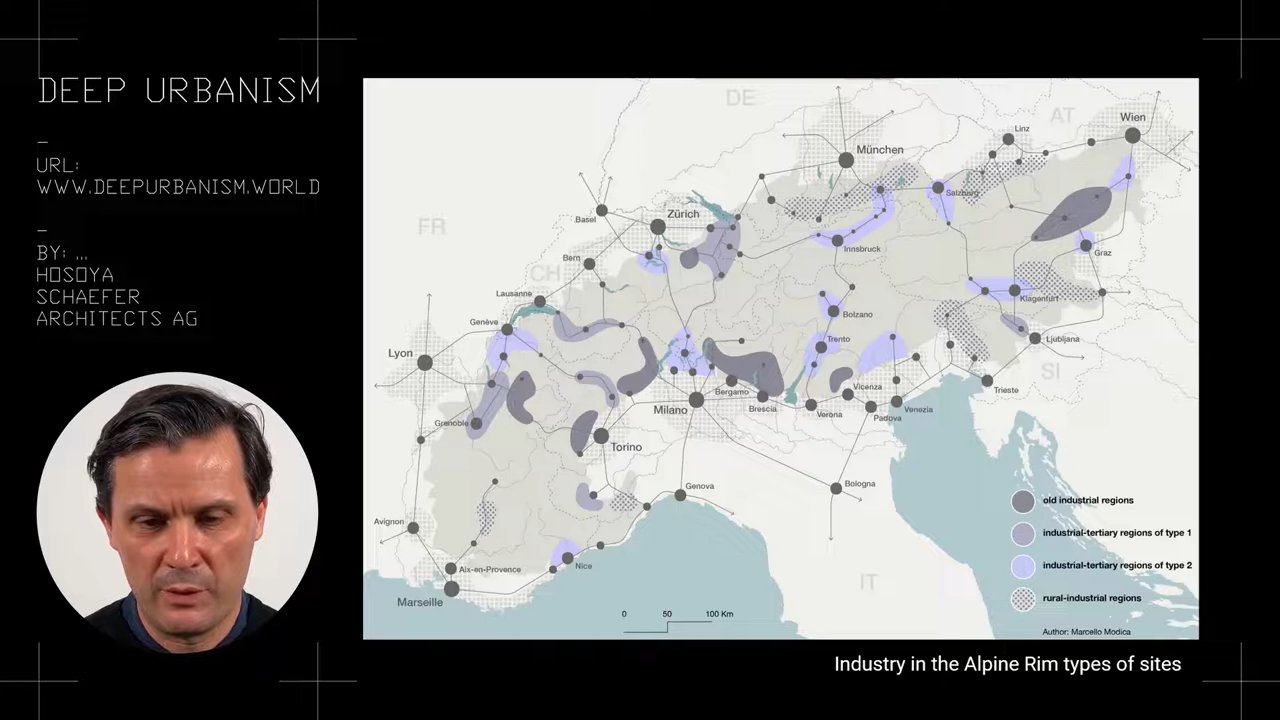 DEEP URBANISM
–
URL:
WWW.DEEPURBANISM.WORLD
–
BY: ...
HOSOYA
SCHAEFER
ARCHITECTS AG
DE
AT
Wien
Linz
München
Salzburg
Basel
Zürich
FR
Innsbruck
Graz
Bern
CH
Lausanne
Klagenfurt
Genève
Bolzano
Lyon
Trento
Ljubljana
SI
Bergamo
Vicenza
Trieste
Milano
Brescia
Verona
Venezia
Padova
Grenoble
Torino
Genova
Bologna
old industrial regions
Avignon
industrial-tertiary regions of type 1
Aix-en-Provence
Nice
industrial-tertiary regions of type 2
IT
Marseille
rural-industrial regions
0 50 100 Km
Author: Marcello Modica
Industry in the Alpine Rim types of sites